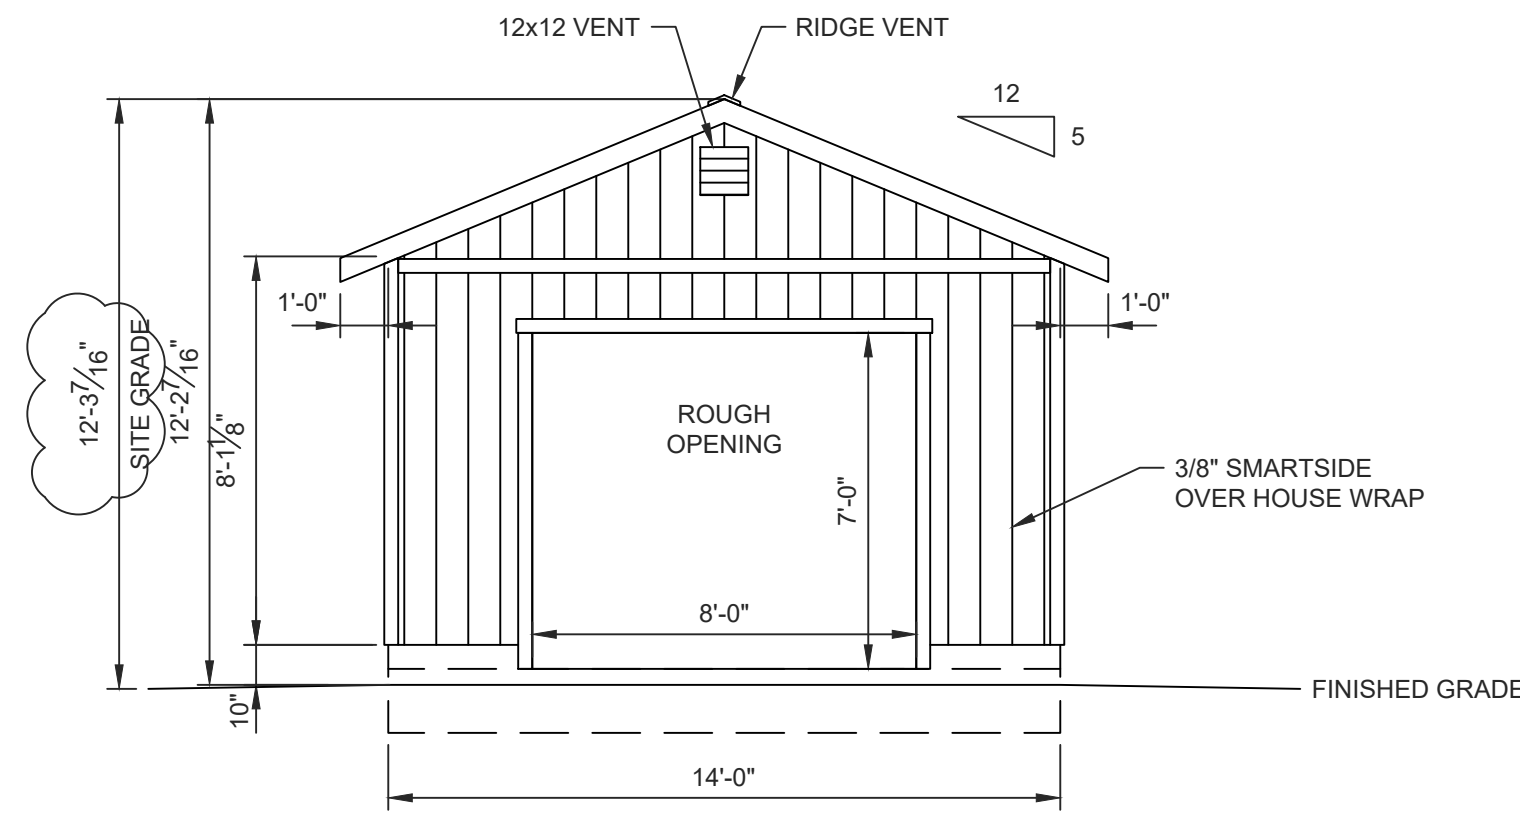 12x12 VENT
RIDGE VENT
12
5
1'-0"
1'-0"
12'-3 7/16"
SITE GRADE
12'-2 7/16"
8'-1 1/8"
ROUGH
OPENING
7'-0"
3/8" SMARTSIDE
OVER HOUSE WRAP
8'-0"
10"
FINISHED GRADE
14'-0"